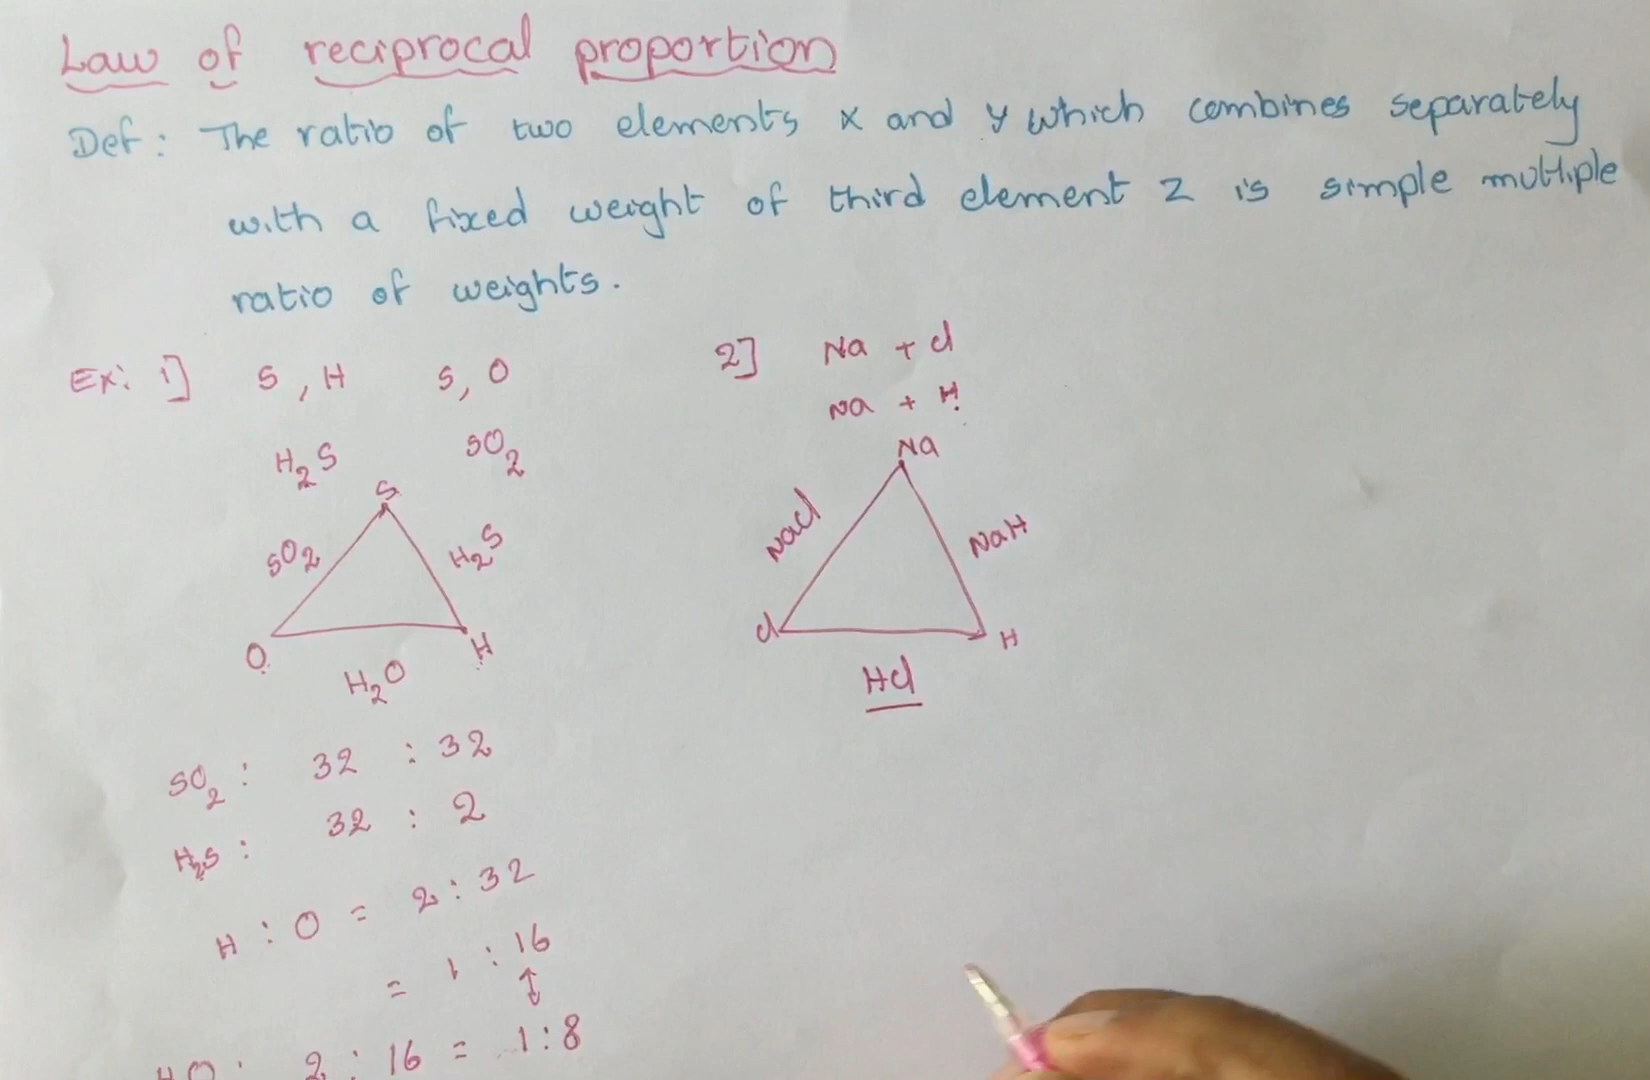 Law of reciprocal proportion
Def: The ratio of two elements x and y which combines separately
with a fixed weight of third element z is simple multiple
ratio of weights.
Ex: 1] S, H S, O
H2S SO2
S
SO2 H2S
O H
H2O
SO2 : 32 : 32
H2S : 32 : 2
H : O = 2 : 32
= 1 : 16
↕
2 : 16 = 1:8
2] Na + Cl
Na + H
Na
NaCl NaH
Cl H
HCl